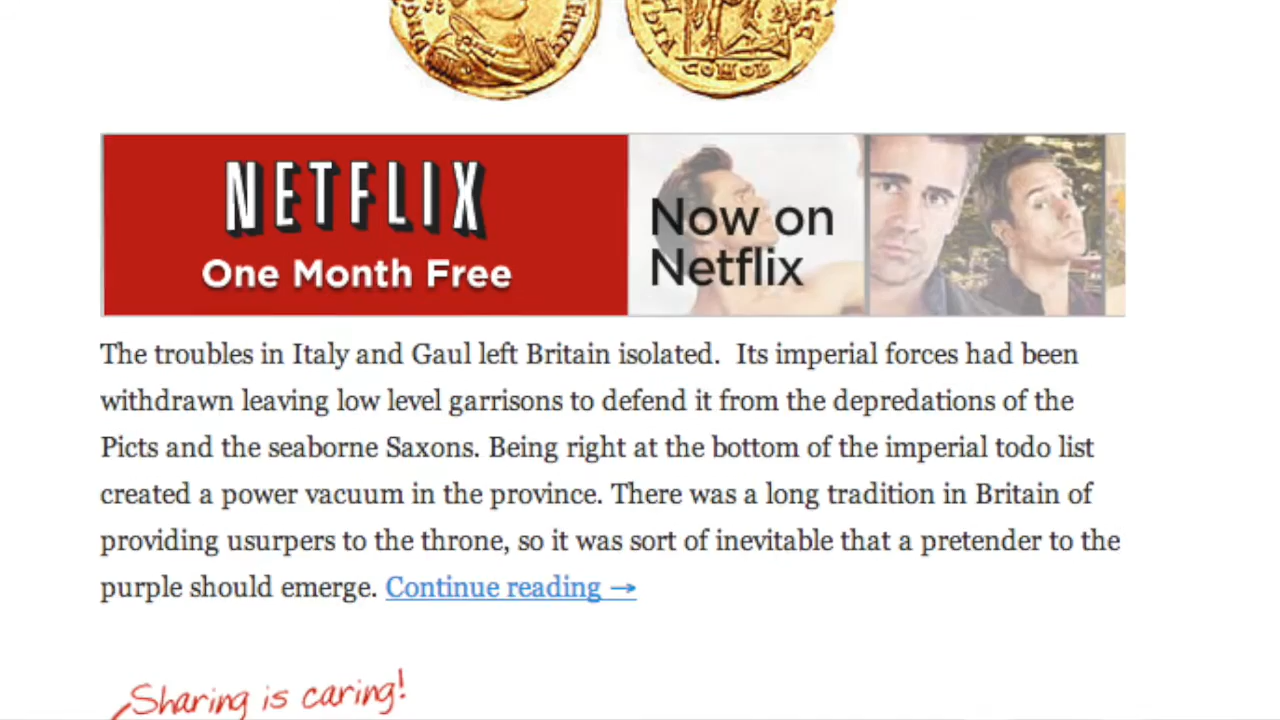 COMOB
NETFLIX
One Month Free
Now on
Netflix
The troubles in Italy and Gaul left Britain isolated.  Its imperial forces had been
withdrawn leaving low level garrisons to defend it from the depredations of the
Picts and the seaborne Saxons. Being right at the bottom of the imperial todo list
created a power vacuum in the province. There was a long tradition in Britain of
providing usurpers to the throne, so it was sort of inevitable that a pretender to the
purple should emerge. Continue reading →
Sharing is caring!